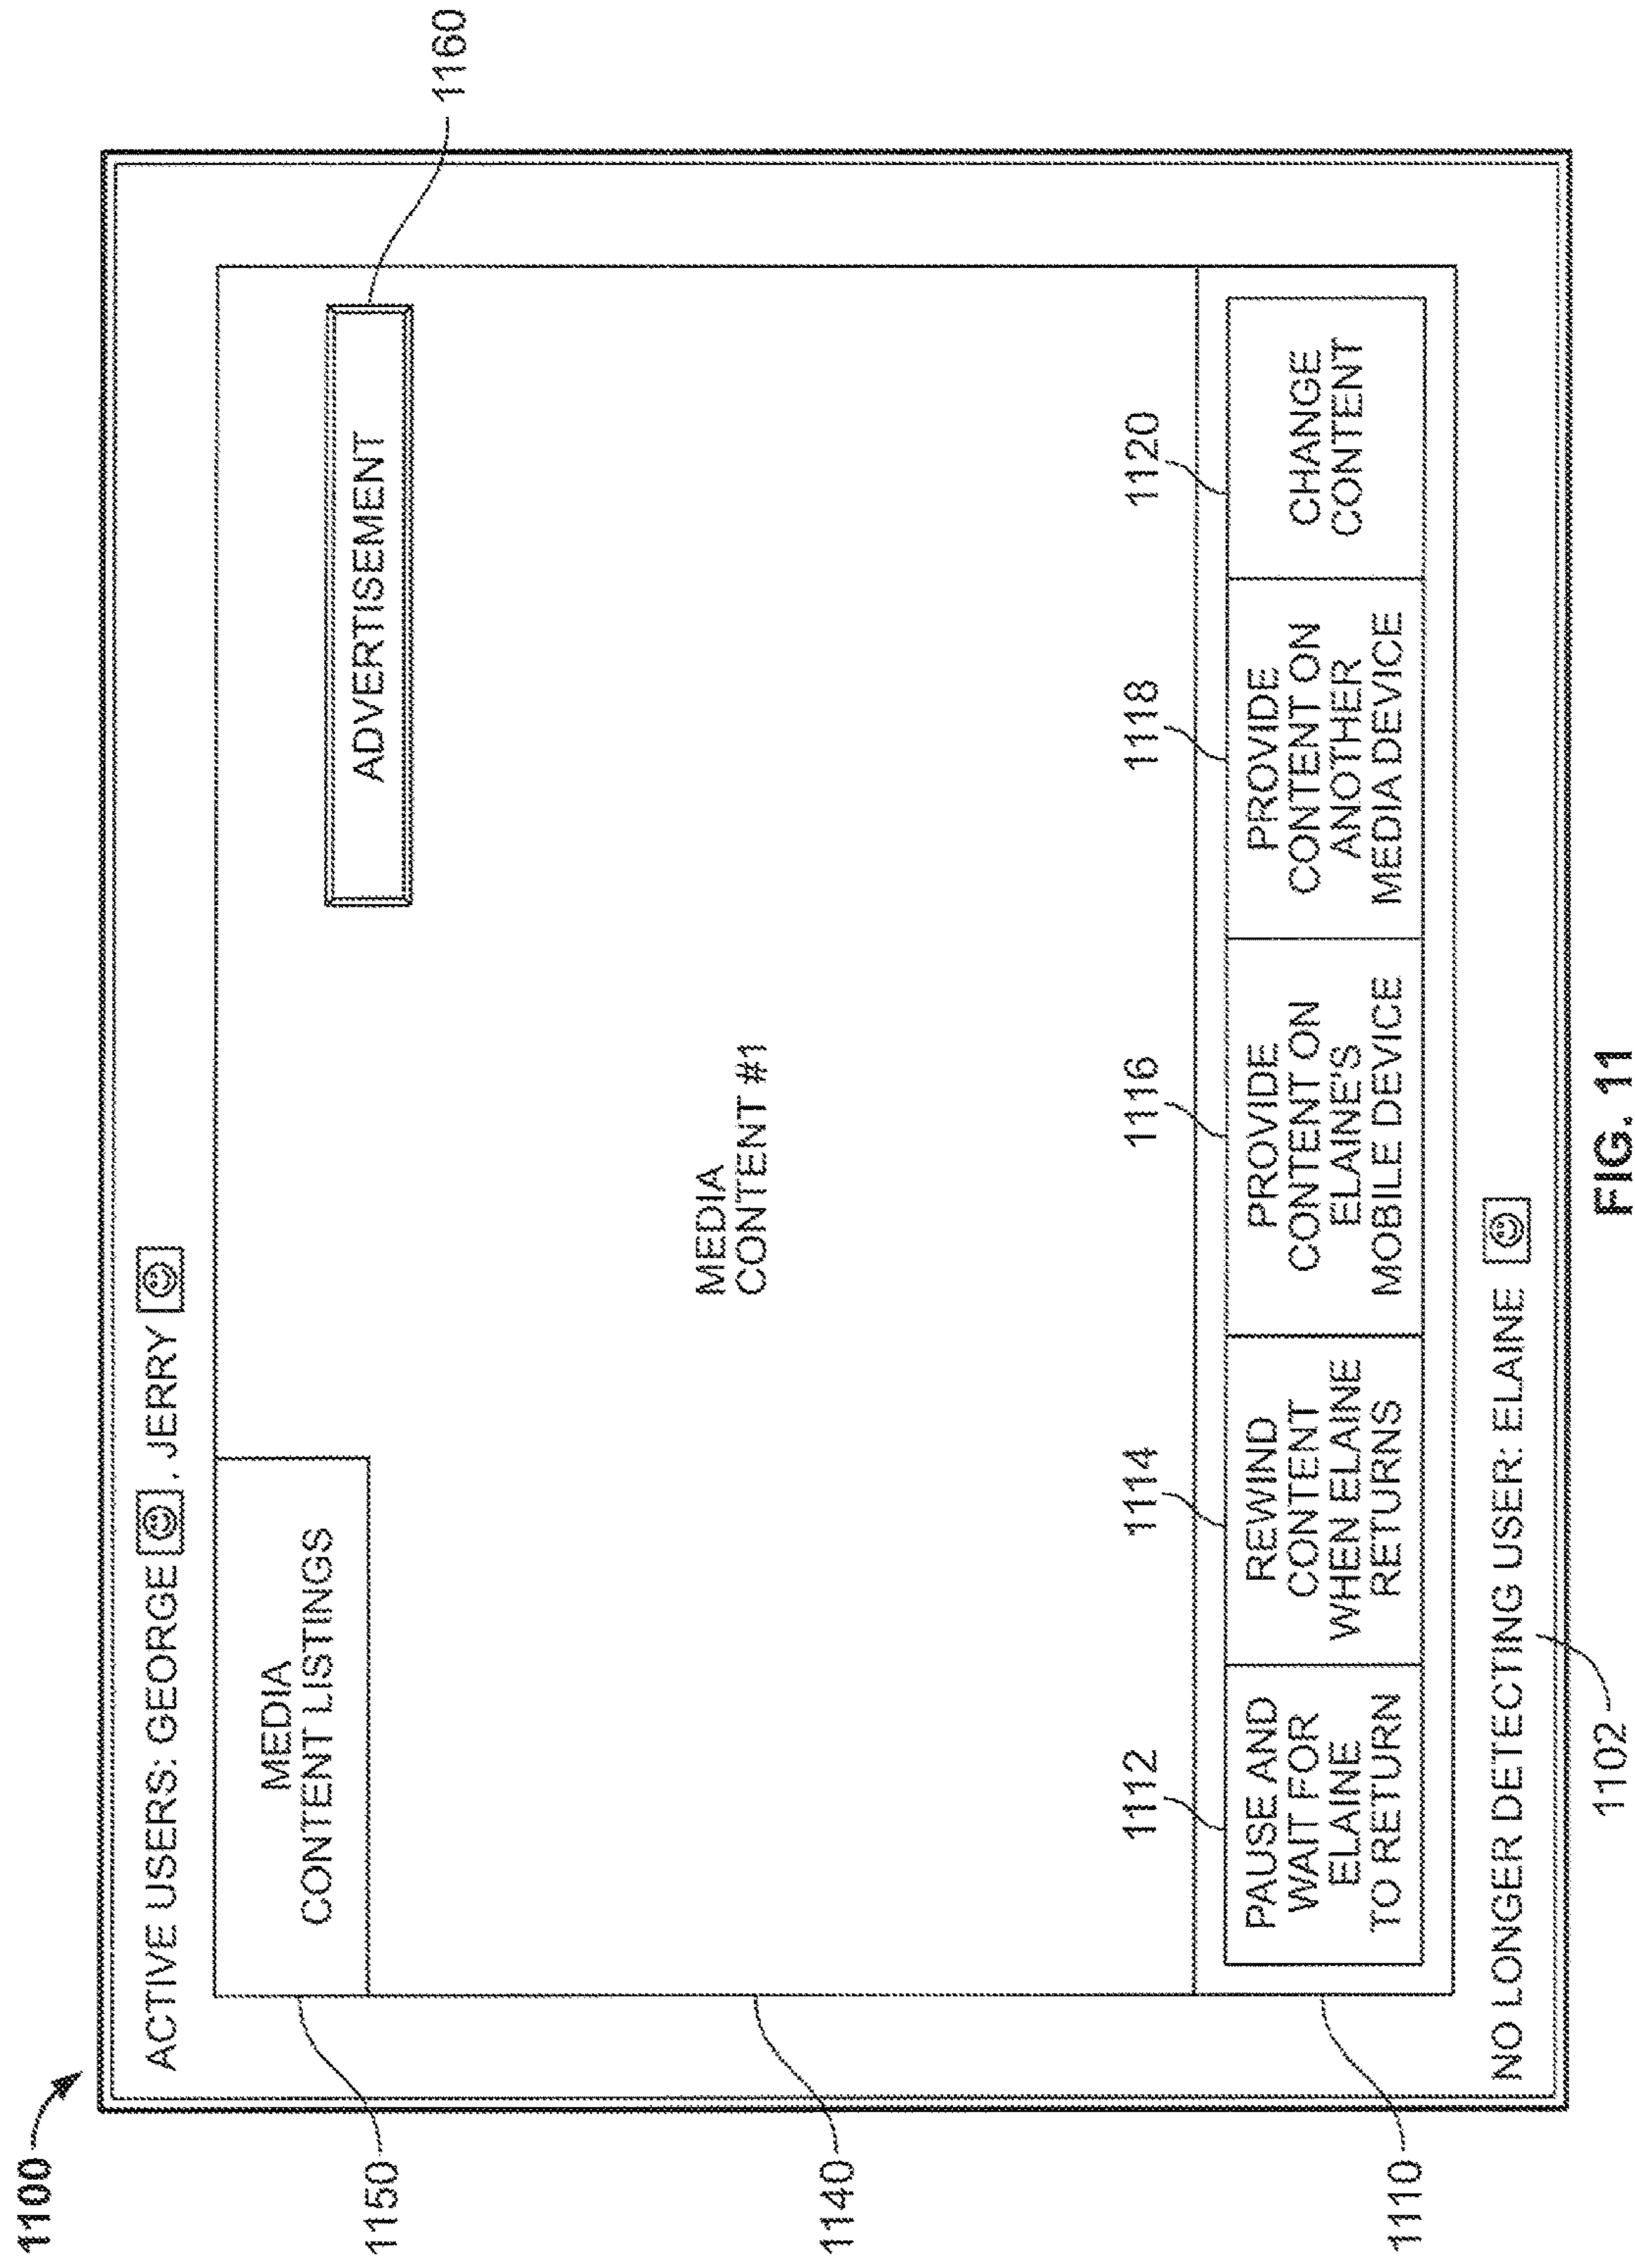 1100
1160
ACTIVE USERS: GEORGE , JERRY
1150
MEDIA
CONTENT LISTINGS
ADVERTISEMENT
1140
MEDIA
CONTENT #1
1110
1112
PAUSE AND
WAIT FOR
ELAINE
TO RETURN
1114
REWIND
CONTENT
WHEN ELAINE
RETURNS
1116
PROVIDE
CONTENT ON
ELAINE'S
MOBILE DEVICE
1118
PROVIDE
CONTENT ON
ANOTHER
MEDIA DEVICE
1120
CHANGE
CONTENT
NO LONGER DETECTING USER: ELAINE
1102
FIG. 11